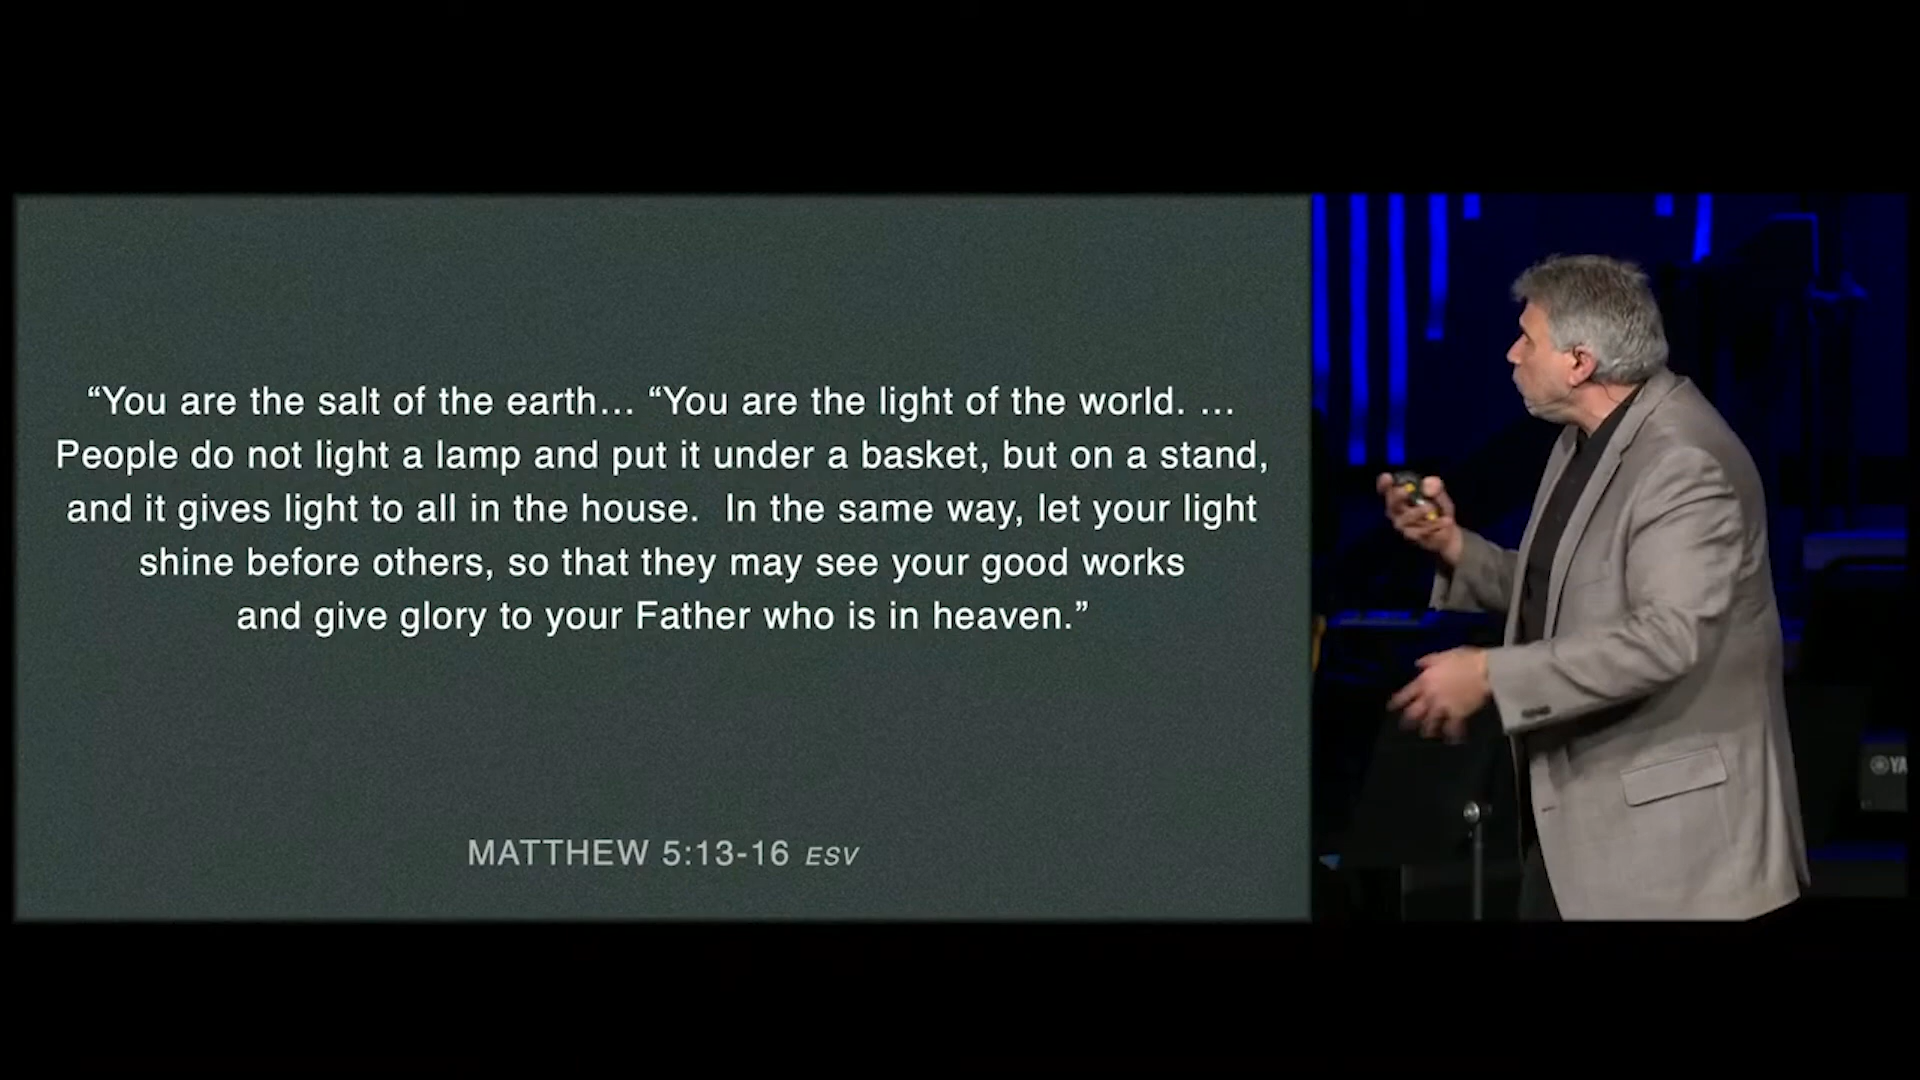 “You are the salt of the earth… “You are the light of the world. …
People do not light a lamp and put it under a basket, but on a stand,
and it gives light to all in the house.  In the same way, let your light
shine before others, so that they may see your good works
and give glory to your Father who is in heaven.”
MATTHEW 5:13-16 ESV
YA